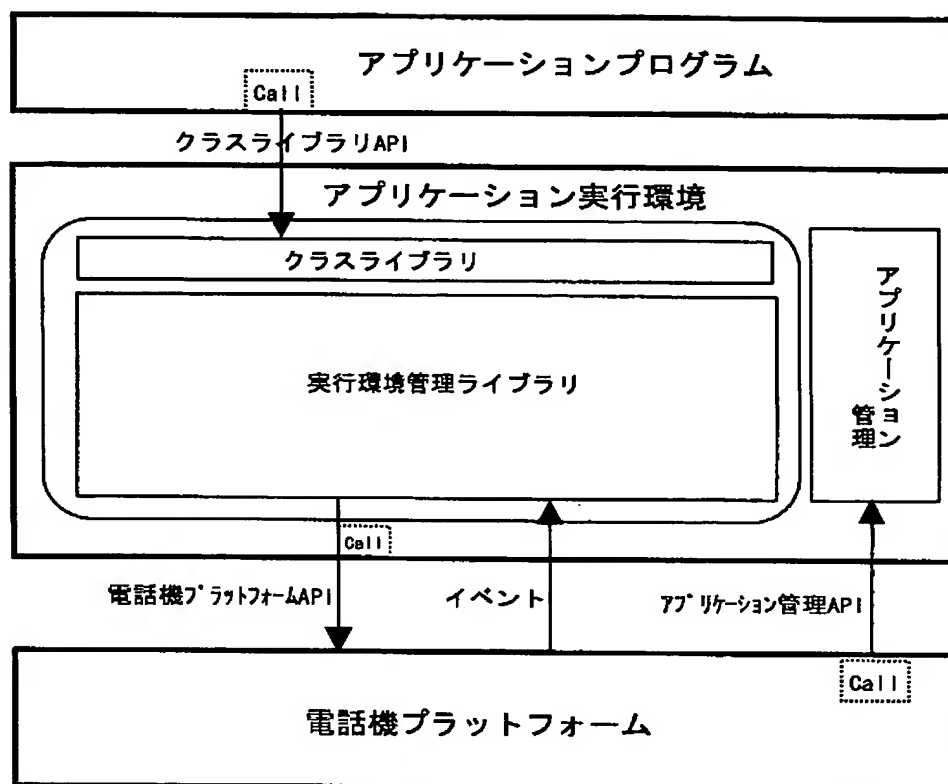 アプリケーションプログラム
Call
クラスライブラリAPI
アプリケーション実行環境
クラスライブラリ
実行環境管理ライブラリ
アプリケーション
管理
Call
電話機プラットフォームAPI
イベント
アプリケーション管理API
Call
電話機プラットフォーム